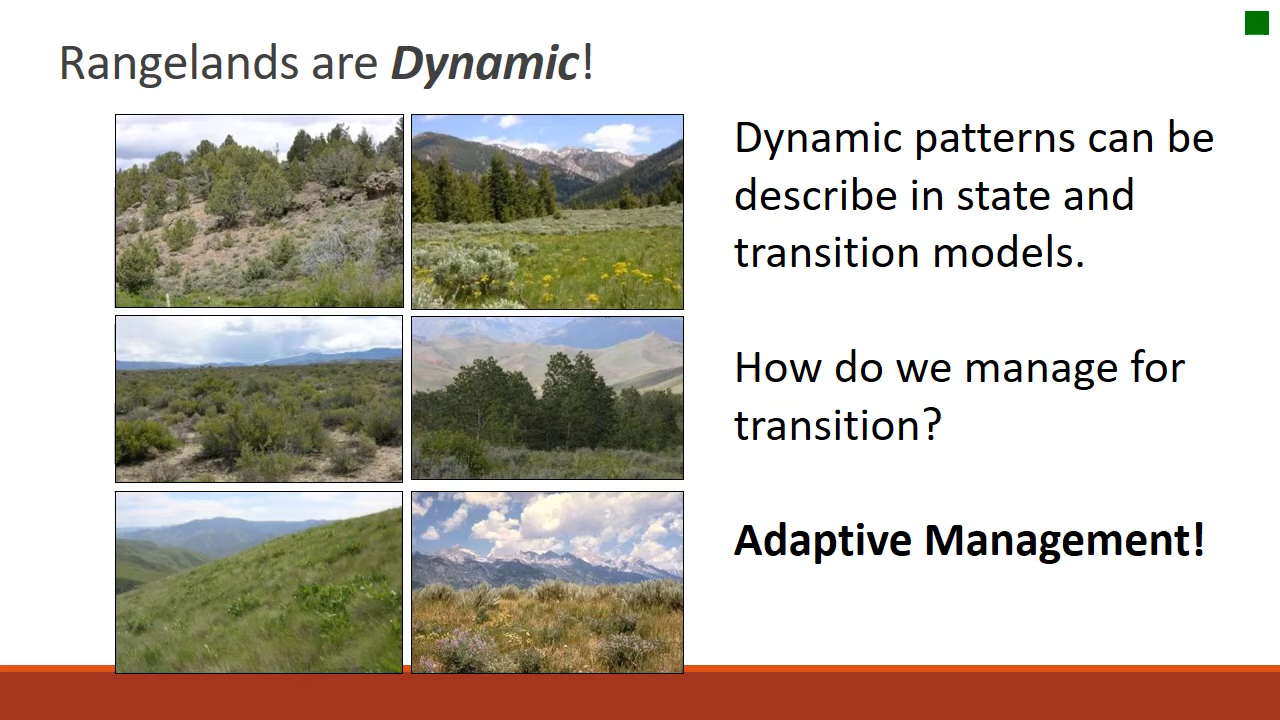 Rangelands are Dynamic!
Dynamic patterns can be
describe in state and
transition models.
How do we manage for
transition?
Adaptive Management!